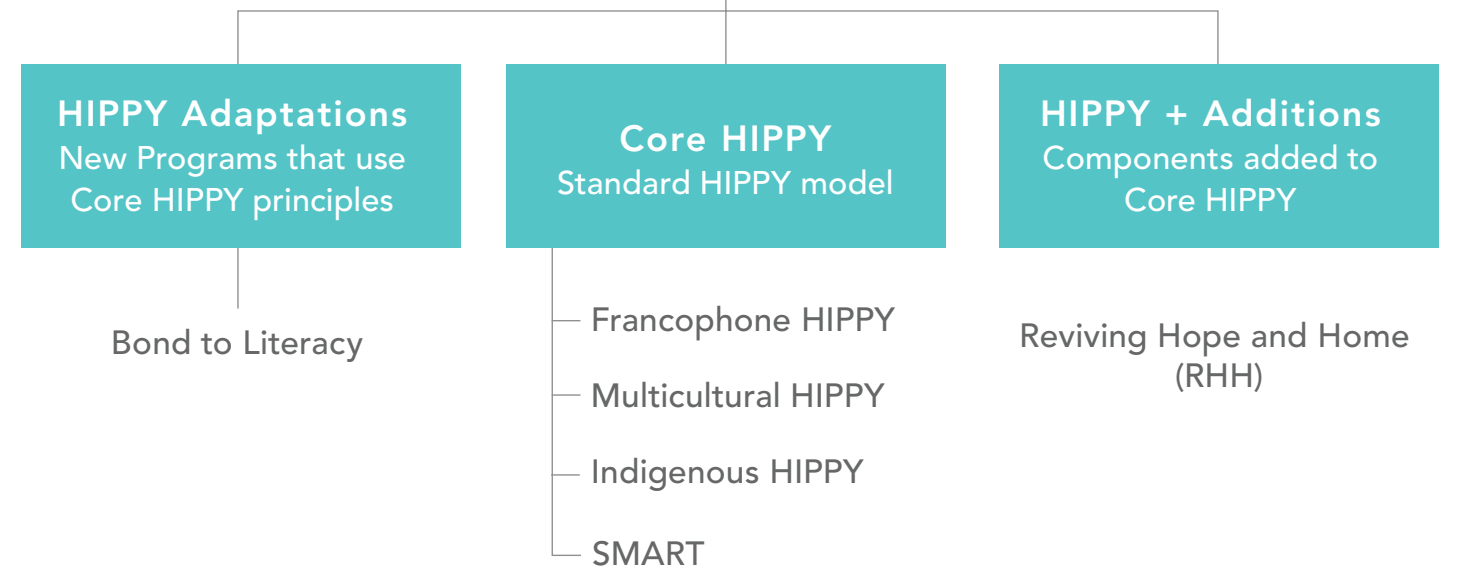 HIPPY Adaptations
New Programs that use
Core HIPPY principles
Core HIPPY
Standard HIPPY model
HIPPY + Additions
Components added to
Core HIPPY
Bond to Literacy
Francophone HIPPY
Multicultural HIPPY
Indigenous HIPPY
SMART
Reviving Hope and Home
(RHH)